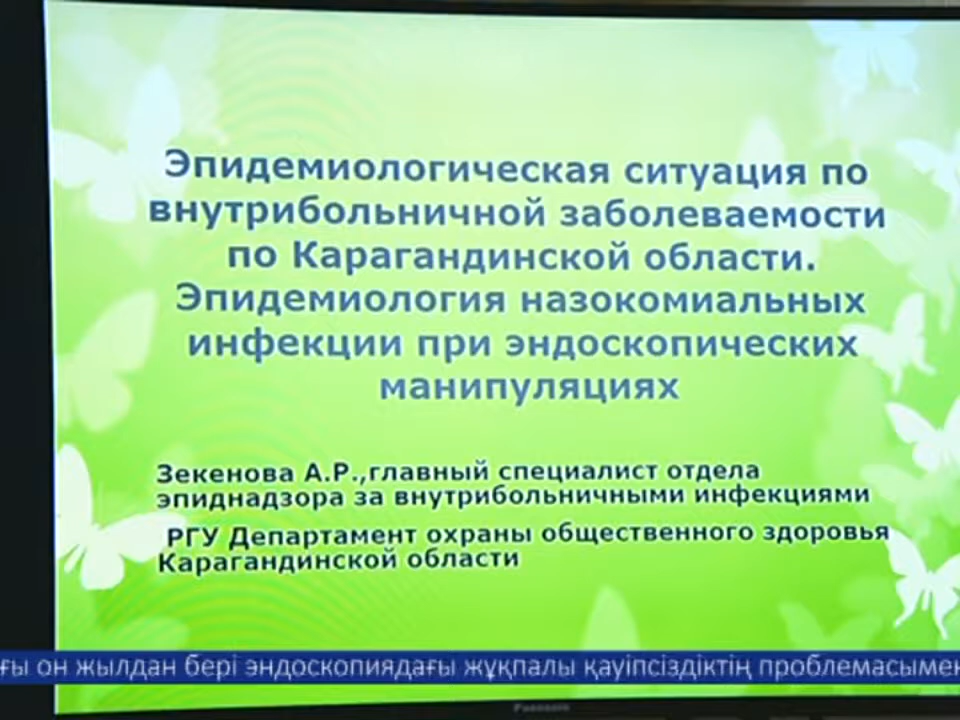 Эпидемиологическая ситуация по
внутрибольничной заболеваемости
по Карагандинской области.
Эпидемиология назокомиальных
инфекции при эндоскопических
манипуляциях
Зекенова А.Р.,главный специалист отдела
эпиднадзора за внутрибольничными инфекциями
РГУ Департамент охраны общественного здоровья
Карагандинской области
ғы он жылдан бері эндоскопиядағы жұқпалы қауіпсіздіктің проблемасымен
Panasonic